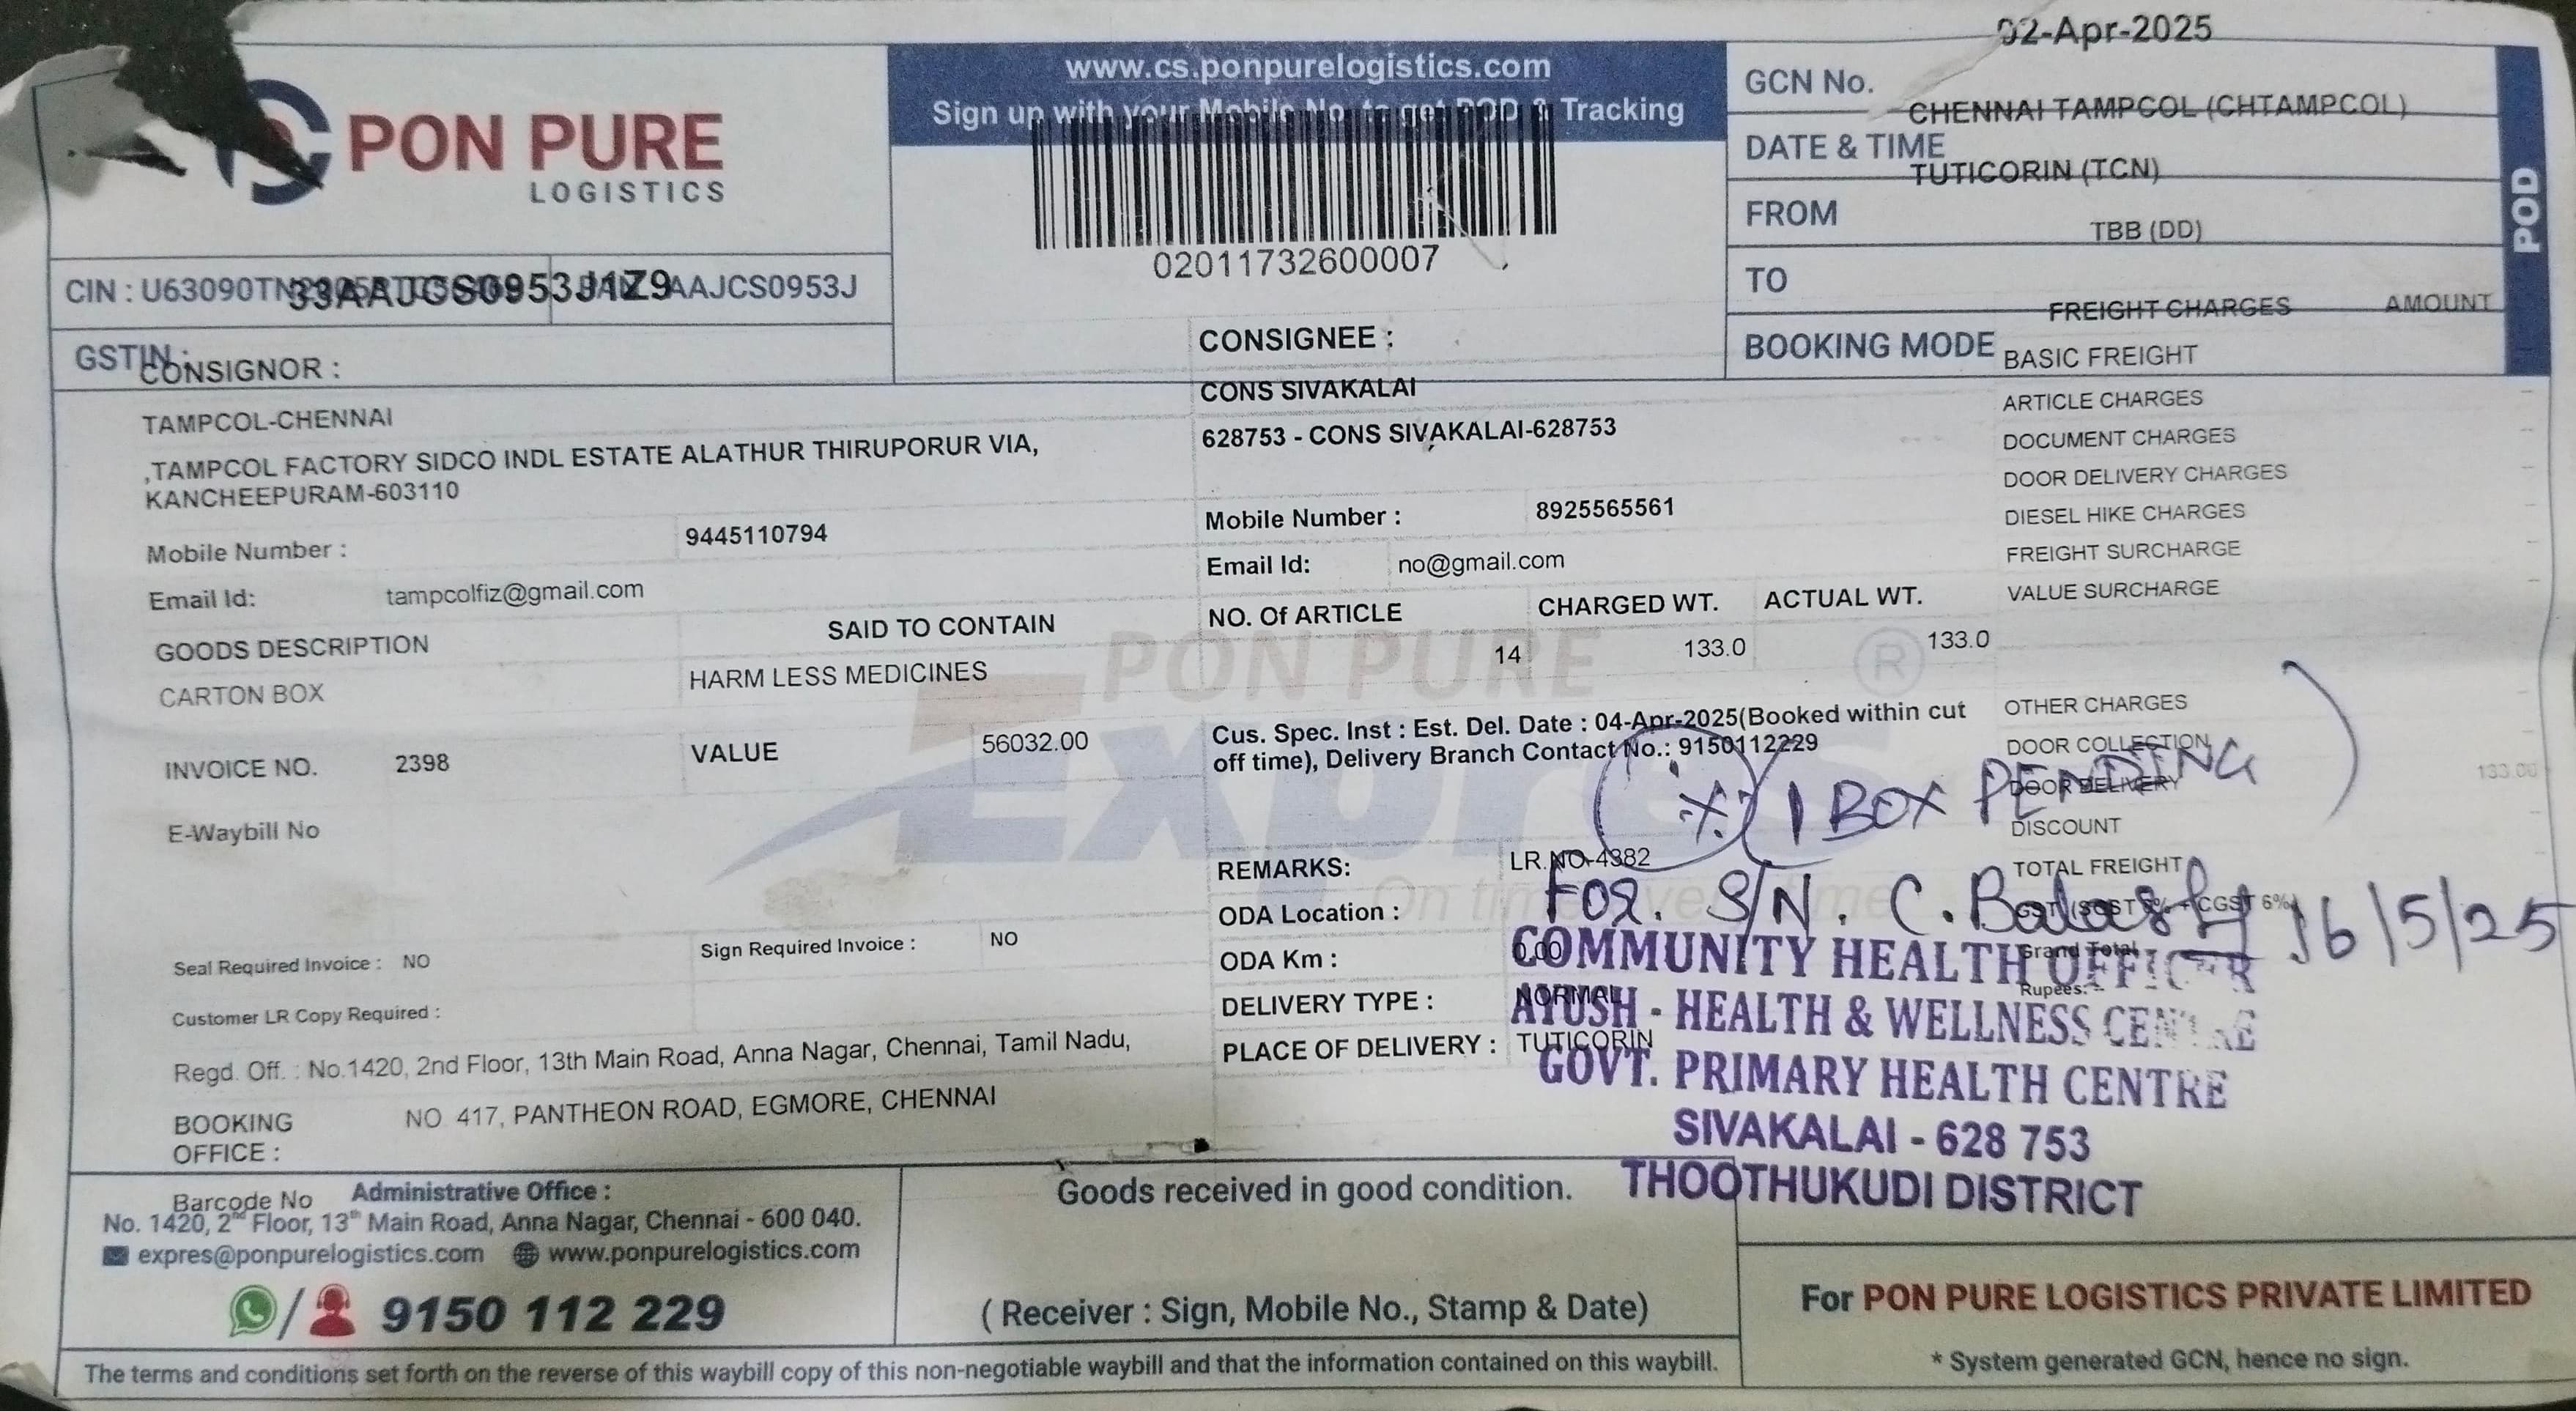 02-Apr-2025
PON PURE
LOGISTICS
www.cs.ponpurelogistics.com
Sign up with your Mobile No. to get POD & Tracking
02011732600007
GCN No.
CHENNAI TAMPCOL (CHTAMPCOL)
DATE & TIME
TUTICORIN (TCN)
FROM
TBB (DD)
TO
BOOKING MODE
POD
CIN : U63090TN
33AAJCS0953J1Z9
AAJCS0953J
GSTIN :
CONSIGNOR :
TAMPCOL-CHENNAI
,TAMPCOL FACTORY SIDCO INDL ESTATE ALATHUR THIRUPORUR VIA,
KANCHEEPURAM-603110
Mobile Number : 9445110794
Email Id: tampcolfiz@gmail.com
CONSIGNEE :
CONS SIVAKALAI
628753 - CONS SIVAKALAI-628753
Mobile Number : 8925565561
Email Id: no@gmail.com
FREIGHT CHARGES AMOUNT
BASIC FREIGHT
ARTICLE CHARGES
DOCUMENT CHARGES
DOOR DELIVERY CHARGES
DIESEL HIKE CHARGES
FREIGHT SURCHARGE
VALUE SURCHARGE
OTHER CHARGES
DOOR COLLECTION
DOOR DELIVERY 133.00
DISCOUNT
TOTAL FREIGHT
CGST 6%)
Grand Total
Rupees: --
GOODS DESCRIPTION SAID TO CONTAIN NO. Of ARTICLE CHARGED WT. ACTUAL WT.
CARTON BOX HARM LESS MEDICINES 14 133.0 133.0
PON PURE ®
Expres
INVOICE NO. 2398 VALUE 56032.00
Cus. Spec. Inst : Est. Del. Date : 04-Apr-2025(Booked within cut
off time), Delivery Branch Contact No.: 9150112229
E-Waybill No
1 BOX PENDING
REMARKS: LR.NO-4382
ODA Location :
FOR. S/N. C. 16/5/25
Seal Required Invoice : NO Sign Required Invoice : NO
ODA Km : 0.00
Customer LR Copy Required :
DELIVERY TYPE : NORMAL
PLACE OF DELIVERY : TUTICORIN
COMMUNITY HEALTH OFFICER
AYUSH - HEALTH & WELLNESS CENTRE
GOVT. PRIMARY HEALTH CENTRE
SIVAKALAI - 628 753
THOOTHUKUDI DISTRICT
Regd. Off. : No.1420, 2nd Floor, 13th Main Road, Anna Nagar, Chennai, Tamil Nadu,
BOOKING NO 417, PANTHEON ROAD, EGMORE, CHENNAI
OFFICE :
Barcode No
Administrative Office :
No. 1420, 2nd Floor, 13th Main Road, Anna Nagar, Chennai - 600 040.
expres@ponpurelogistics.com www.ponpurelogistics.com
/ 9150 112 229
Goods received in good condition.
( Receiver : Sign, Mobile No., Stamp & Date)
For PON PURE LOGISTICS PRIVATE LIMITED
* System generated GCN, hence no sign.
The terms and conditions set forth on the reverse of this waybill copy of this non-negotiable waybill and that the information contained on this waybill.